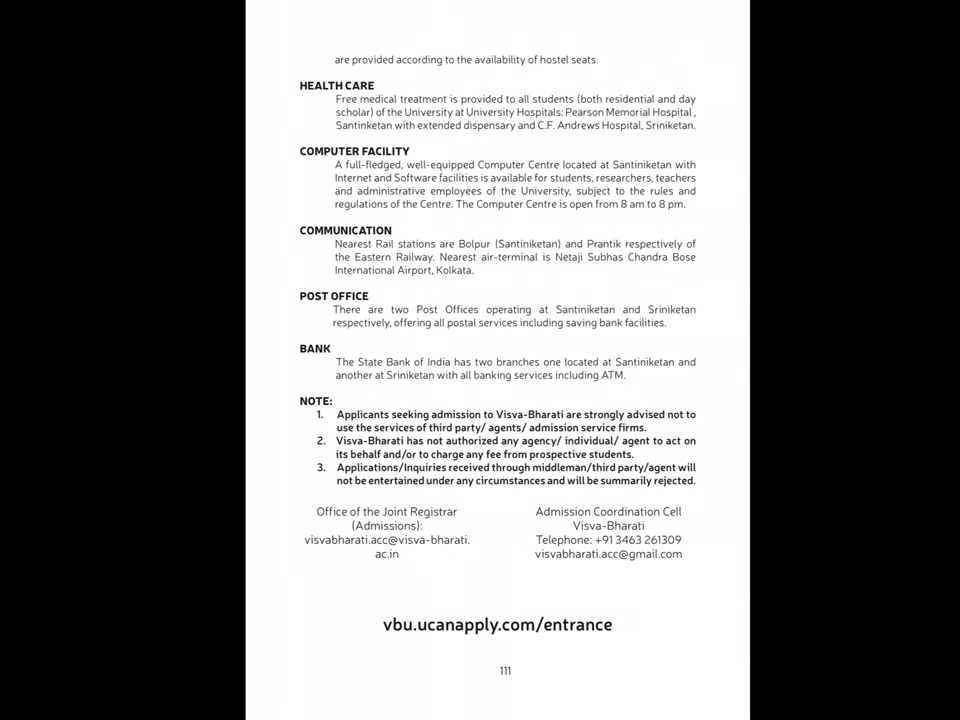 are provided according to the availability of hostel seats.
HEALTH CARE
Free medical treatment is provided to all students (both residential and day
scholar) of the University at University Hospitals: Pearson Memorial Hospital ,
Santinketan with extended dispensary and C.F. Andrews Hospital, Sriniketan.
COMPUTER FACILITY
A full-fledged, well-equipped Computer Centre located at Santiniketan with
Internet and Software facilities is available for students, researchers, teachers
and administrative employees of the University, subject to the rules and
regulations of the Centre. The Computer Centre is open from 8 am to 8 pm.
COMMUNICATION
Nearest Rail stations are Bolpur (Santiniketan) and Prantik respectively of
the Eastern Railway. Nearest air-terminal is Netaji Subhas Chandra Bose
International Airport, Kolkata.
POST OFFICE
There are two Post Offices operating at Santiniketan and Sriniketan
respectively, offering all postal services including saving bank facilities.
BANK
The State Bank of India has two branches one located at Santiniketan and
another at Sriniketan with all banking services including ATM.
NOTE:
1. Applicants seeking admission to Visva-Bharati are strongly advised not to
use the services of third party/ agents/ admission service firms.
2. Visva-Bharati has not authorized any agency/ individual/ agent to act on
its behalf and/or to charge any fee from prospective students.
3. Applications/Inquiries received through middleman/third party/agent will
not be entertained under any circumstances and will be summarily rejected.
Office of the Joint Registrar
(Admissions):
visvabharati.acc@visva-bharati.
ac.in
Admission Coordination Cell
Visva-Bharati
Telephone: +91 3463 261309
visvabharati.acc@gmail.com
vbu.ucanapply.com/entrance
111